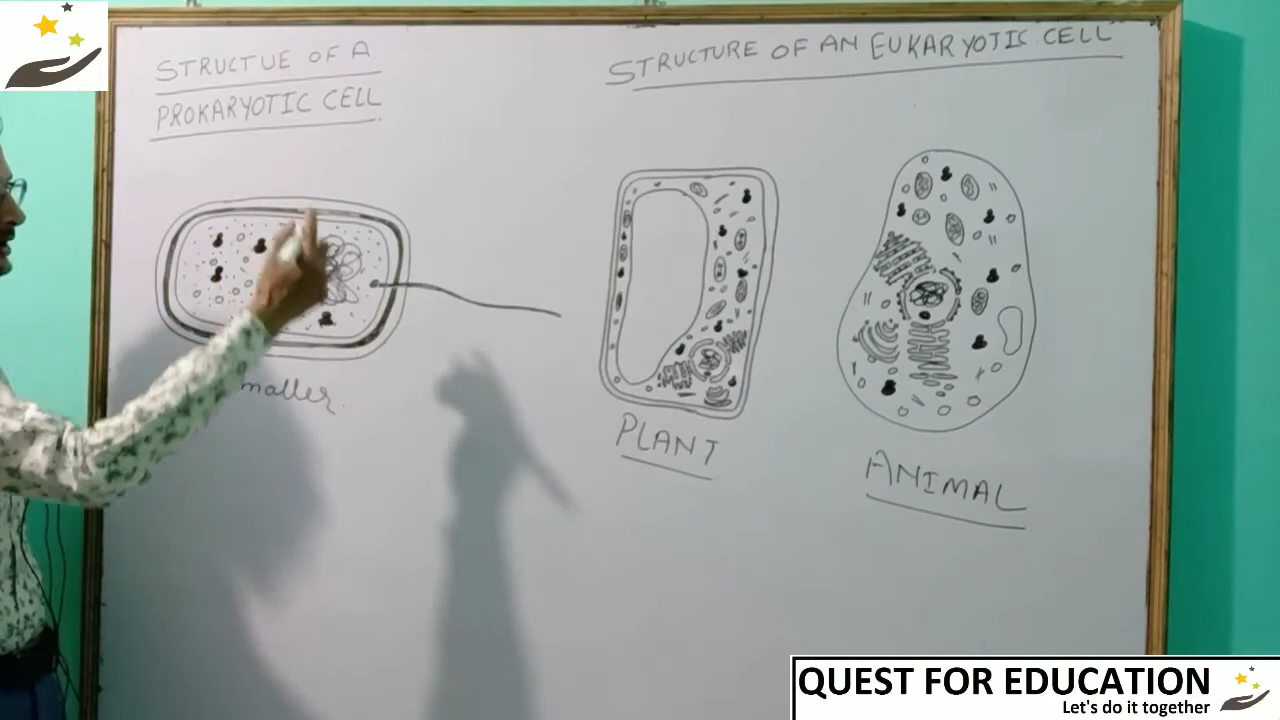 STRUCTUE OF A
PROKARYOTIC CELL
STRUCTURE OF AN EUKARYOTIC CELL
PLANT
ANIMAL
QUEST FOR EDUCATION
Let's do it together